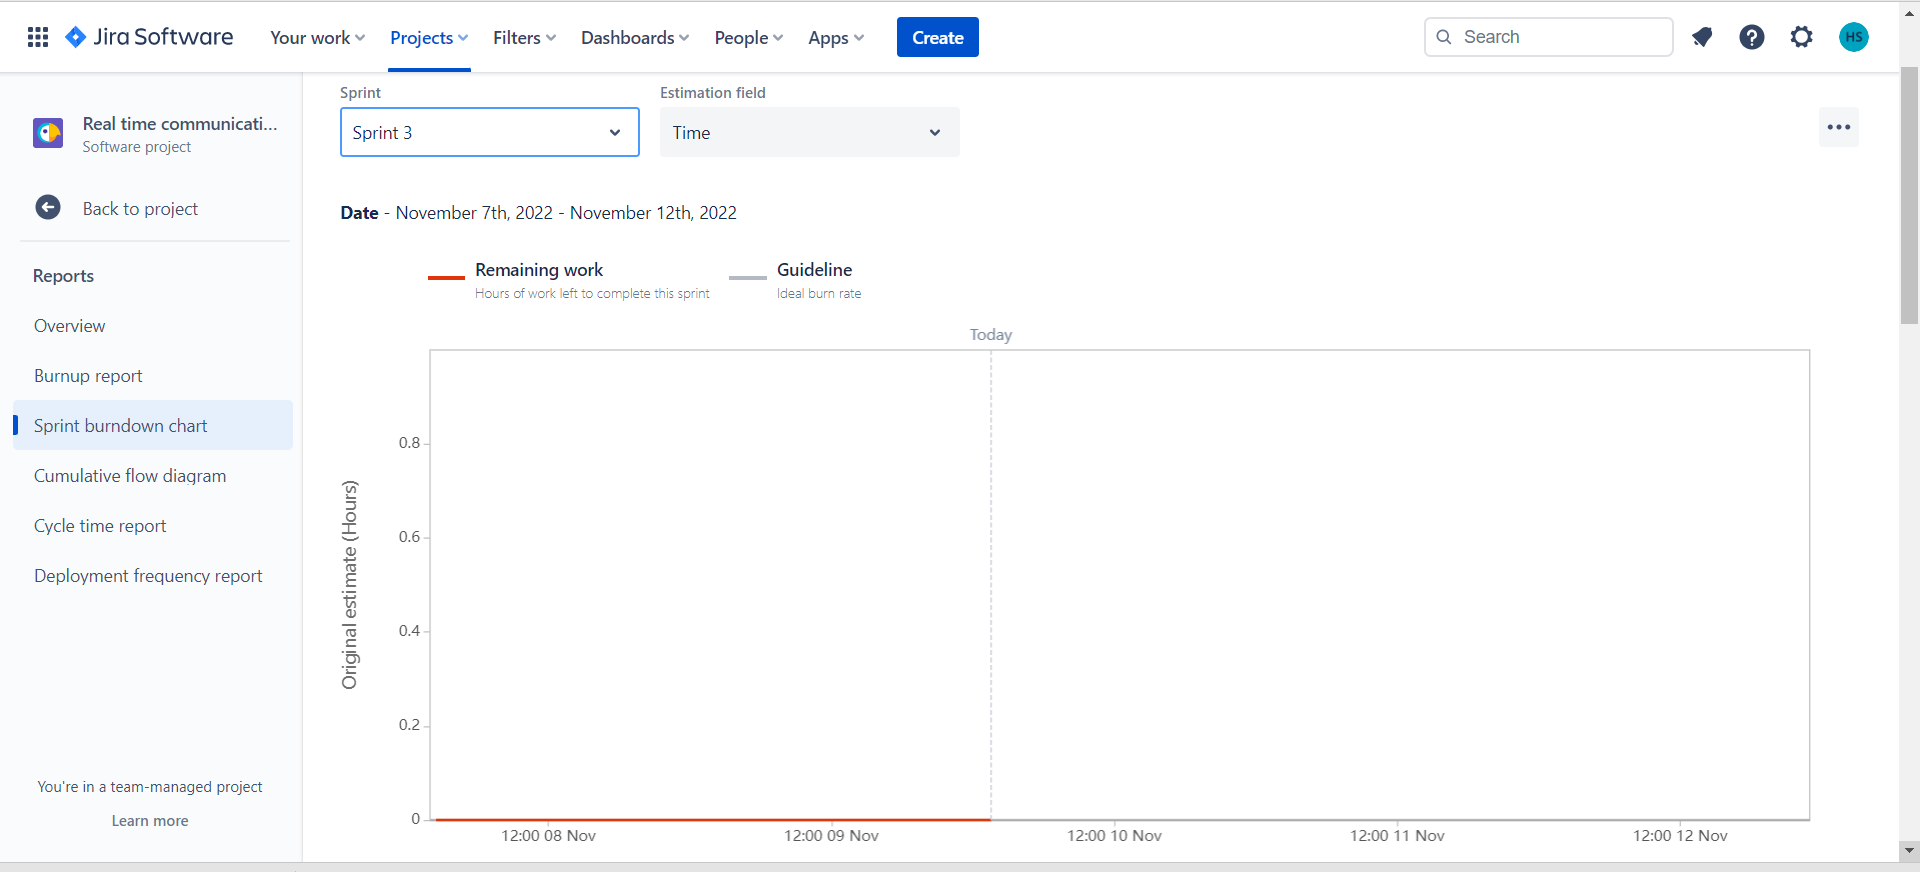 Jira Software Your work Projects Filters Dashboards People Apps Create Search HS
Real time communicati...
Software project
Back to project
Reports
Overview
Burnup report
Sprint burndown chart
Cumulative flow diagram
Cycle time report
Deployment frequency report
You're in a team-managed project
Learn more
Sprint Estimation field
Sprint 3 Time
Date - November 7th, 2022 - November 12th, 2022
Remaining work Guideline
Hours of work left to complete this sprint Ideal burn rate
Today
Original estimate (Hours)
0.8
0.6
0.4
0.2
0
12:00 08 Nov 12:00 09 Nov 12:00 10 Nov 12:00 11 Nov 12:00 12 Nov